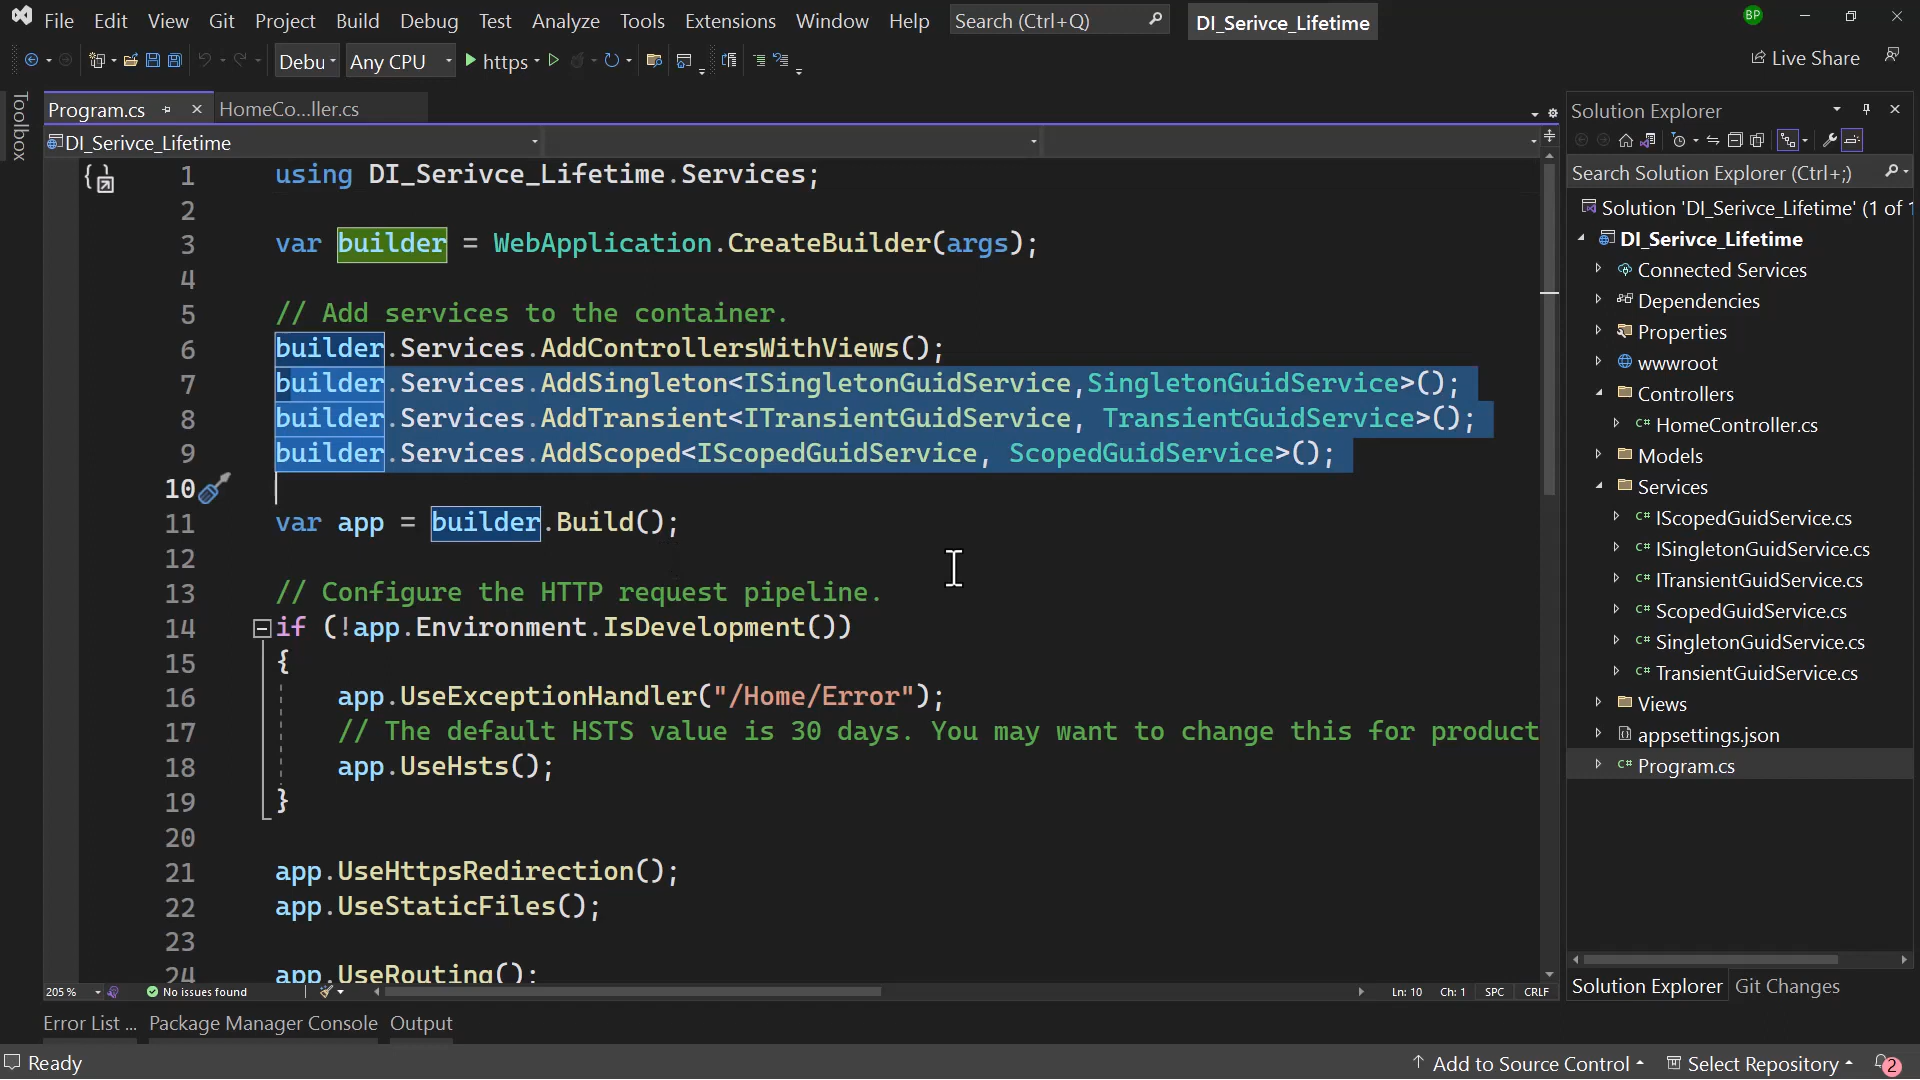 File Edit View Git Project Build Debug Test Analyze Tools Extensions Window Help Search (Ctrl+Q) DI_Serivce_Lifetime BP
Debu Any CPU https Live Share
Toolbox
Program.cs HomeCo...ller.cs
DI_Serivce_Lifetime
1 using DI_Serivce_Lifetime.Services;
2
3 var builder = WebApplication.CreateBuilder(args);
4
5 // Add services to the container.
6 builder.Services.AddControllersWithViews();
7 builder.Services.AddSingleton<ISingletonGuidService,SingletonGuidService>();
8 builder.Services.AddTransient<ITransientGuidService, TransientGuidService>();
9 builder.Services.AddScoped<IScopedGuidService, ScopedGuidService>();
10
11 var app = builder.Build();
12
13 // Configure the HTTP request pipeline.
14 if (!app.Environment.IsDevelopment())
15 {
16 app.UseExceptionHandler("/Home/Error");
17 // The default HSTS value is 30 days. You may want to change this for product
18 app.UseHsts();
19 }
20
21 app.UseHttpsRedirection();
22 app.UseStaticFiles();
23
24 app.UseRouting();
205 % No issues found Ln: 10 Ch: 1 SPC CRLF
Solution Explorer
Search Solution Explorer (Ctrl+;)
Solution 'DI_Serivce_Lifetime' (1 of 1
DI_Serivce_Lifetime
Connected Services
Dependencies
Properties
wwwroot
Controllers
C# HomeController.cs
Models
Services
C# IScopedGuidService.cs
C# ISingletonGuidService.cs
C# ITransientGuidService.cs
C# ScopedGuidService.cs
C# SingletonGuidService.cs
C# TransientGuidService.cs
Views
appsettings.json
C# Program.cs
Solution Explorer Git Changes
Error List ... Package Manager Console Output
Ready Add to Source Control Select Repository 2